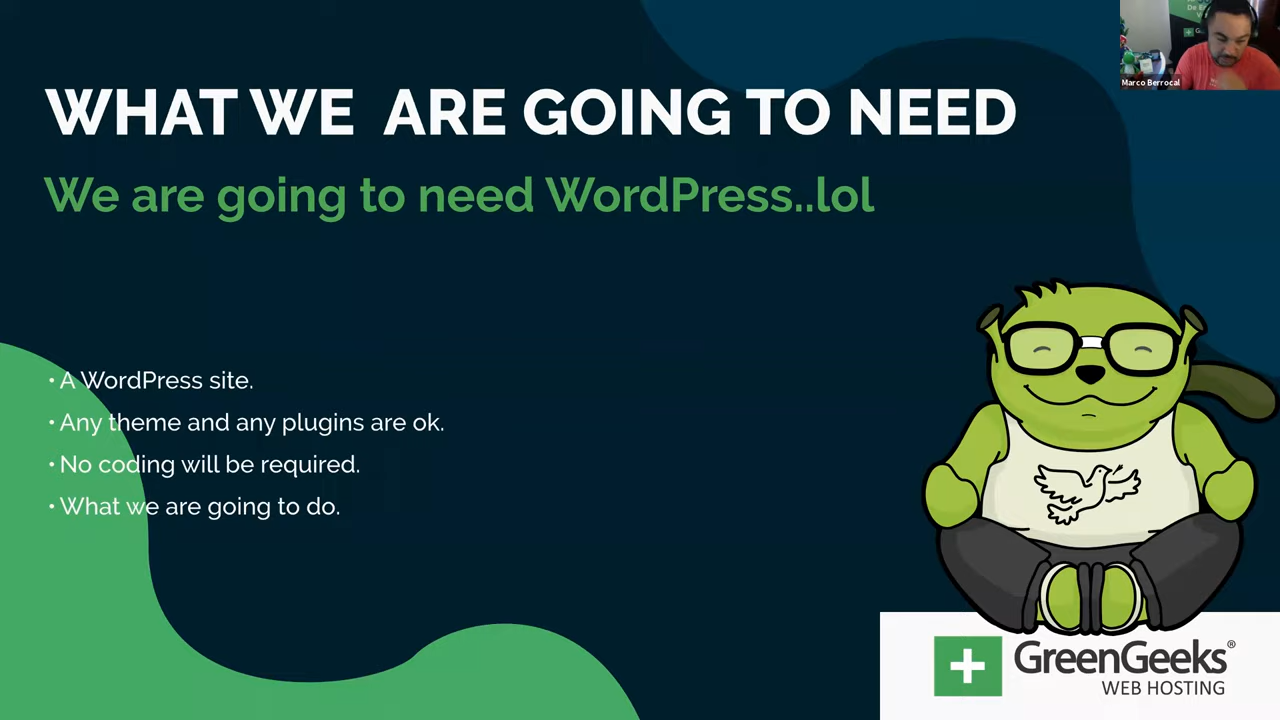 WHAT WE  ARE GOING TO NEED
We are going to need WordPress..lol
• A WordPress site.
• Any theme and any plugins are ok.
• No coding will be required.
• What we are going to do.
Marco Berrocal
GreenGeeks®
WEB HOSTING